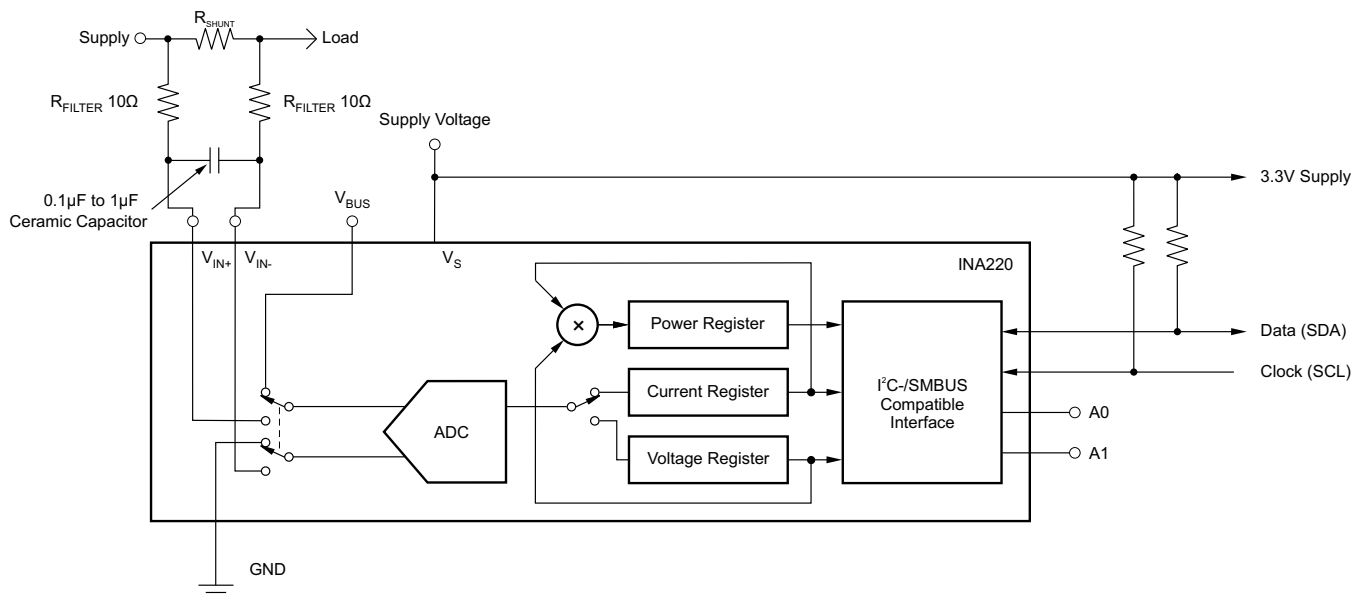 R_SHUNT
Supply
Load
R_FILTER 10Ω
R_FILTER 10Ω
Supply Voltage
3.3V Supply
0.1µF to 1µF
Ceramic Capacitor
V_BUS
V_IN+
V_IN-
V_S
INA220
×
Power Register
Data (SDA)
Current Register
Clock (SCL)
I²C-/SMBUS
Compatible
Interface
ADC
A0
Voltage Register
A1
GND